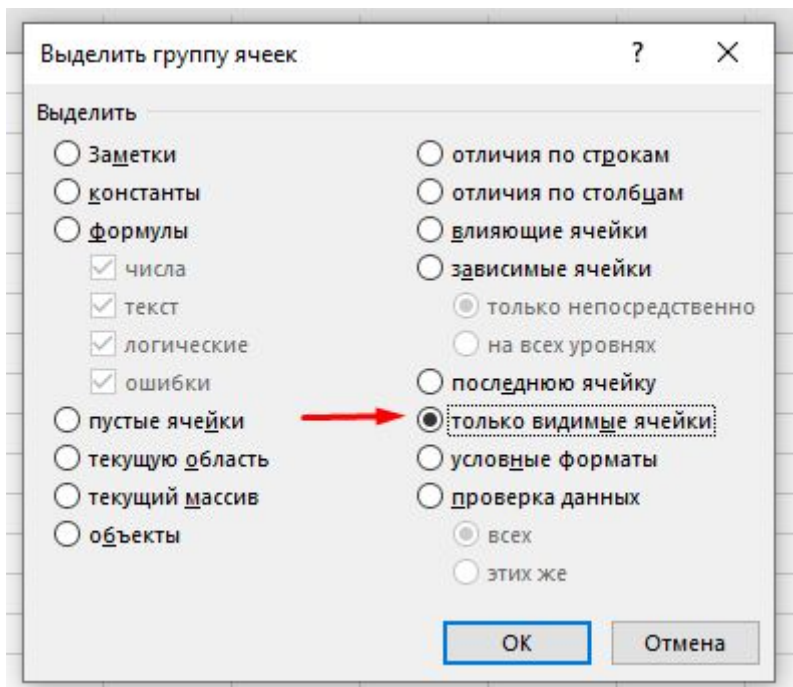 Выделить группу ячеек
?
Выделить
Заметки
константы
формулы
числа
текст
логические
ошибки
пустые ячейки
текущую область
текущий массив
объекты
отличия по строкам
отличия по столбцам
влияющие ячейки
зависимые ячейки
только непосредственно
на всех уровнях
последнюю ячейку
только видимые ячейки
условные форматы
проверка данных
всех
этих же
ОК
Отмена